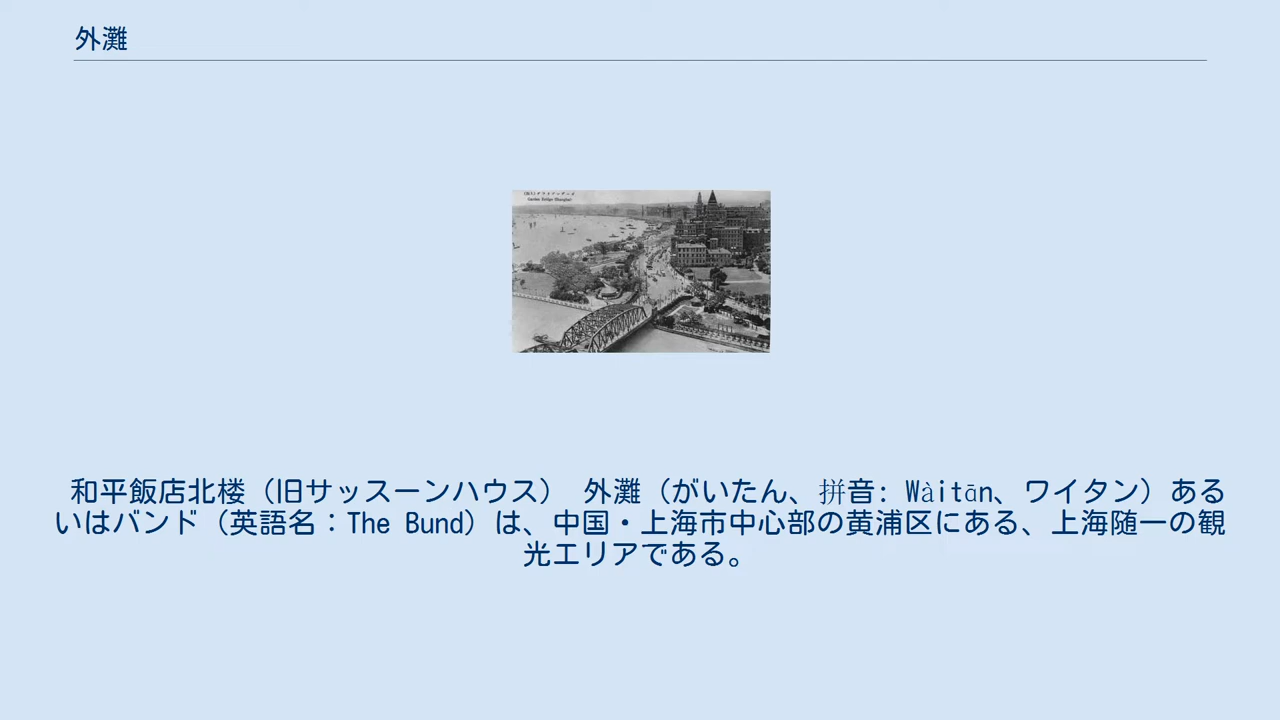 外灘
Garden Bridge (Shanghai)
和平飯店北楼（旧サッスーンハウス） 外灘（がいたん、拼音: Wàitān、ワイタン）ある
いはバンド（英語名：The Bund）は、中国・上海市中心部の黄浦区にある、上海随一の観
光エリアである。